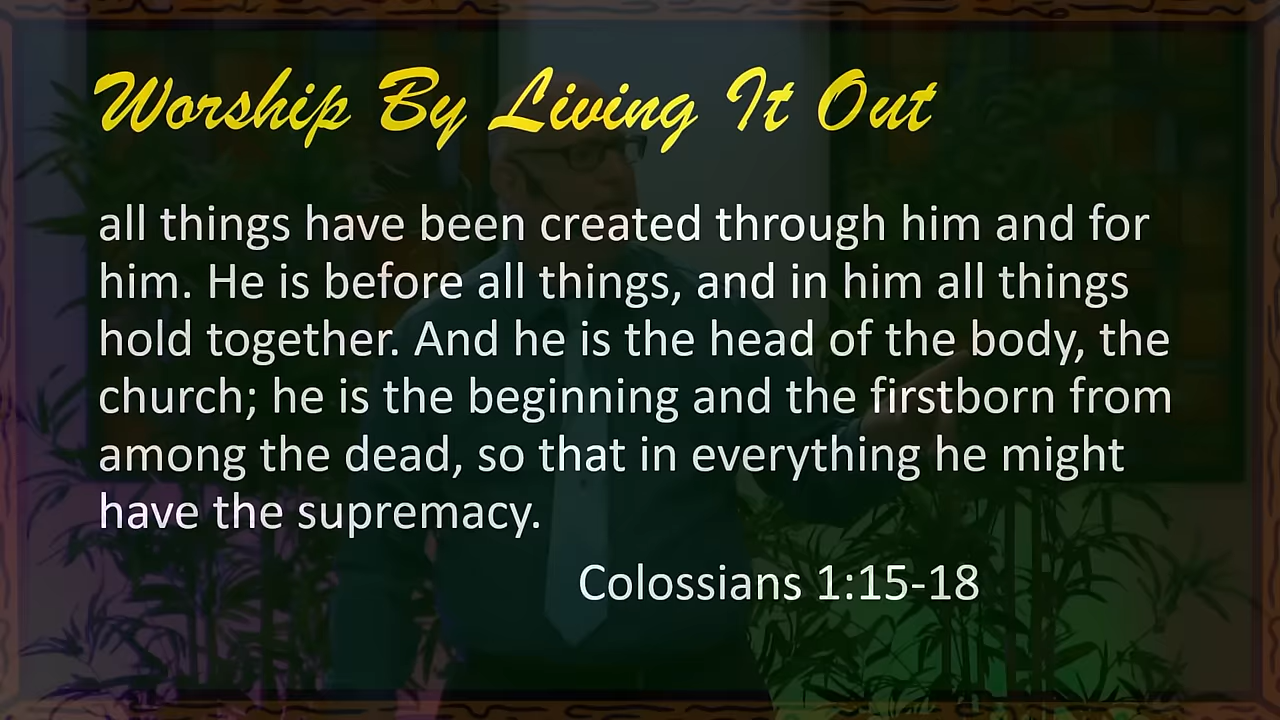 Worship By Living It Out
all things have been created through him and for
him. He is before all things, and in him all things
hold together. And he is the head of the body, the
church; he is the beginning and the firstborn from
among the dead, so that in everything he might
have the supremacy.
Colossians 1:15-18